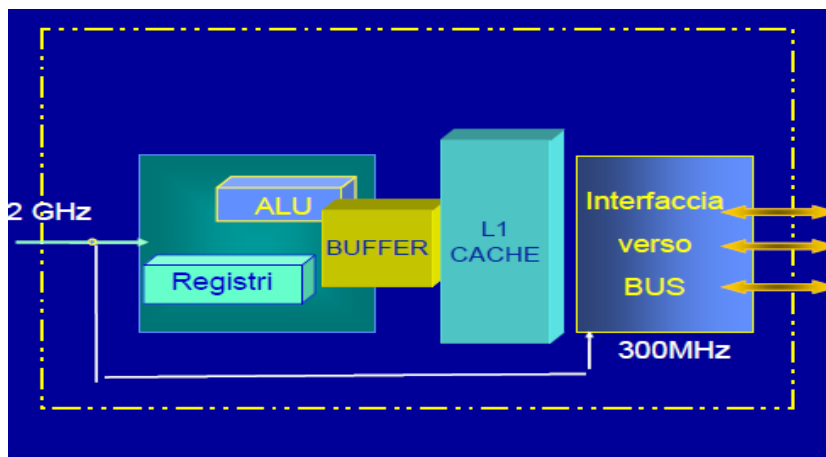 2 GHz
ALU
Registri
BUFFER
L1
CACHE
Interfaccia
verso
BUS
300MHz